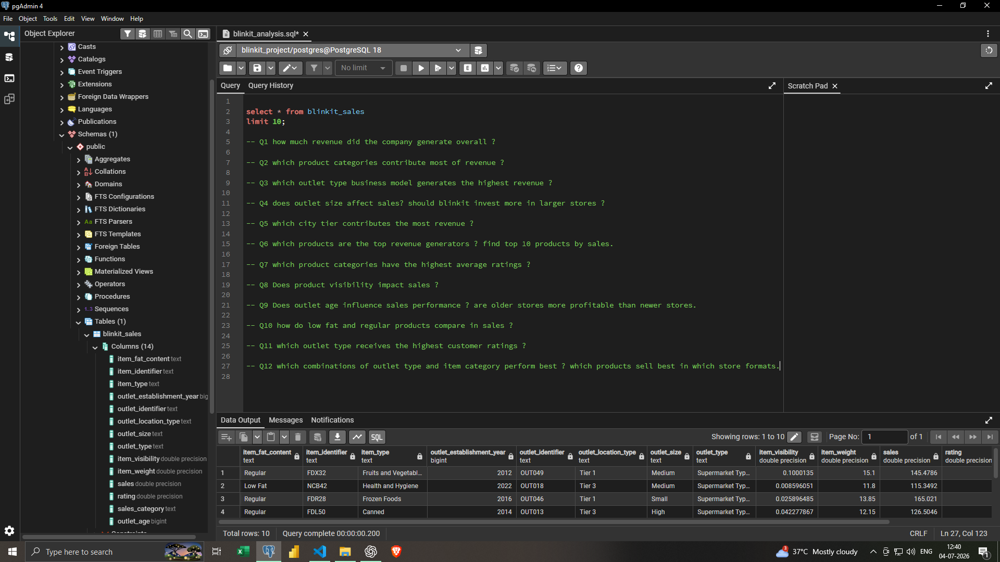 pgAdmin 4
File Object Tools Edit View Window Help
Object Explorer
Casts
Catalogs
Event Triggers
Extensions
Foreign Data Wrappers
Languages
Publications
Schemas (1)
public
Aggregates
Collations
Domains
FTS Configurations
FTS Dictionaries
Aa FTS Parsers
FTS Templates
Foreign Tables
Functions
Materialized Views
Operators
Procedures
1..3 Sequences
Tables (1)
blinkit_sales
Columns (14)
item_fat_content text
item_identifier text
item_type text
outlet_establishment_year big
outlet_identifier text
outlet_location_type text
outlet_size text
outlet_type text
item_visibility double precision
item_weight double precision
sales double precision
rating double precision
sales_category text
outlet_age bigint
blinkit_analysis.sql*
blinkit_project/postgres@PostgreSQL 18
No limit
E
Query Query History
Scratch Pad
1
2 select * from blinkit_sales
3 limit 10;
4
5 -- Q1 how much revenue did the company generate overall ?
6
7 -- Q2 which product categories contribute most of revenue ?
8
9 -- Q3 which outlet type business model generates the highest revenue ?
10
11 -- Q4 does outlet size affect sales? should blinkit invest more in larger stores ?
12
13 -- Q5 which city tier contributes the most revenue ?
14
15 -- Q6 which products are the top revenue generators ? find top 10 products by sales.
16
17 -- Q7 which product categories have the highest average ratings ?
18
19 -- Q8 Does product visibility impact sales ?
20
21 -- Q9 Does outlet age influence sales performance ? are older stores more profitable than newer stores.
22
23 -- Q10 how do low fat and regular products compare in sales ?
24
25 -- Q11 which outlet type receives the highest customer ratings ?
26
27 -- Q12 which combinations of outlet type and item category perform best ? which products sell best in which store formats.
28
Data Output Messages Notifications
SQL
Showing rows: 1 to 10
Page No: 1 of 1
item_fat_content item_identifier item_type outlet_establishment_year outlet_identifier outlet_location_type outlet_size outlet_type item_visibility item_weight sales rating
text text text bigint text text text text double precision double precision double precision double precision
1 Regular FDX32 Fruits and Vegetabl... 2012 OUT049 Tier 1 Medium Supermarket Typ... 0.1000135 15.1 145.4786
2 Low Fat NCB42 Health and Hygiene 2022 OUT018 Tier 3 Medium Supermarket Typ... 0.008596051 11.8 115.3492
3 Regular FDR28 Frozen Foods 2016 OUT046 Tier 1 Small Supermarket Typ... 0.025896485 13.85 165.021
4 Regular FDL50 Canned 2014 OUT013 Tier 3 High Supermarket Typ... 0.042277867 12.15 126.5046
Total rows: 10
Query complete 00:00:00.200
CRLF
Ln 27, Col 123
Type here to search
3
37°C Mostly cloudy
ENG
12:40
04-07-2026
1